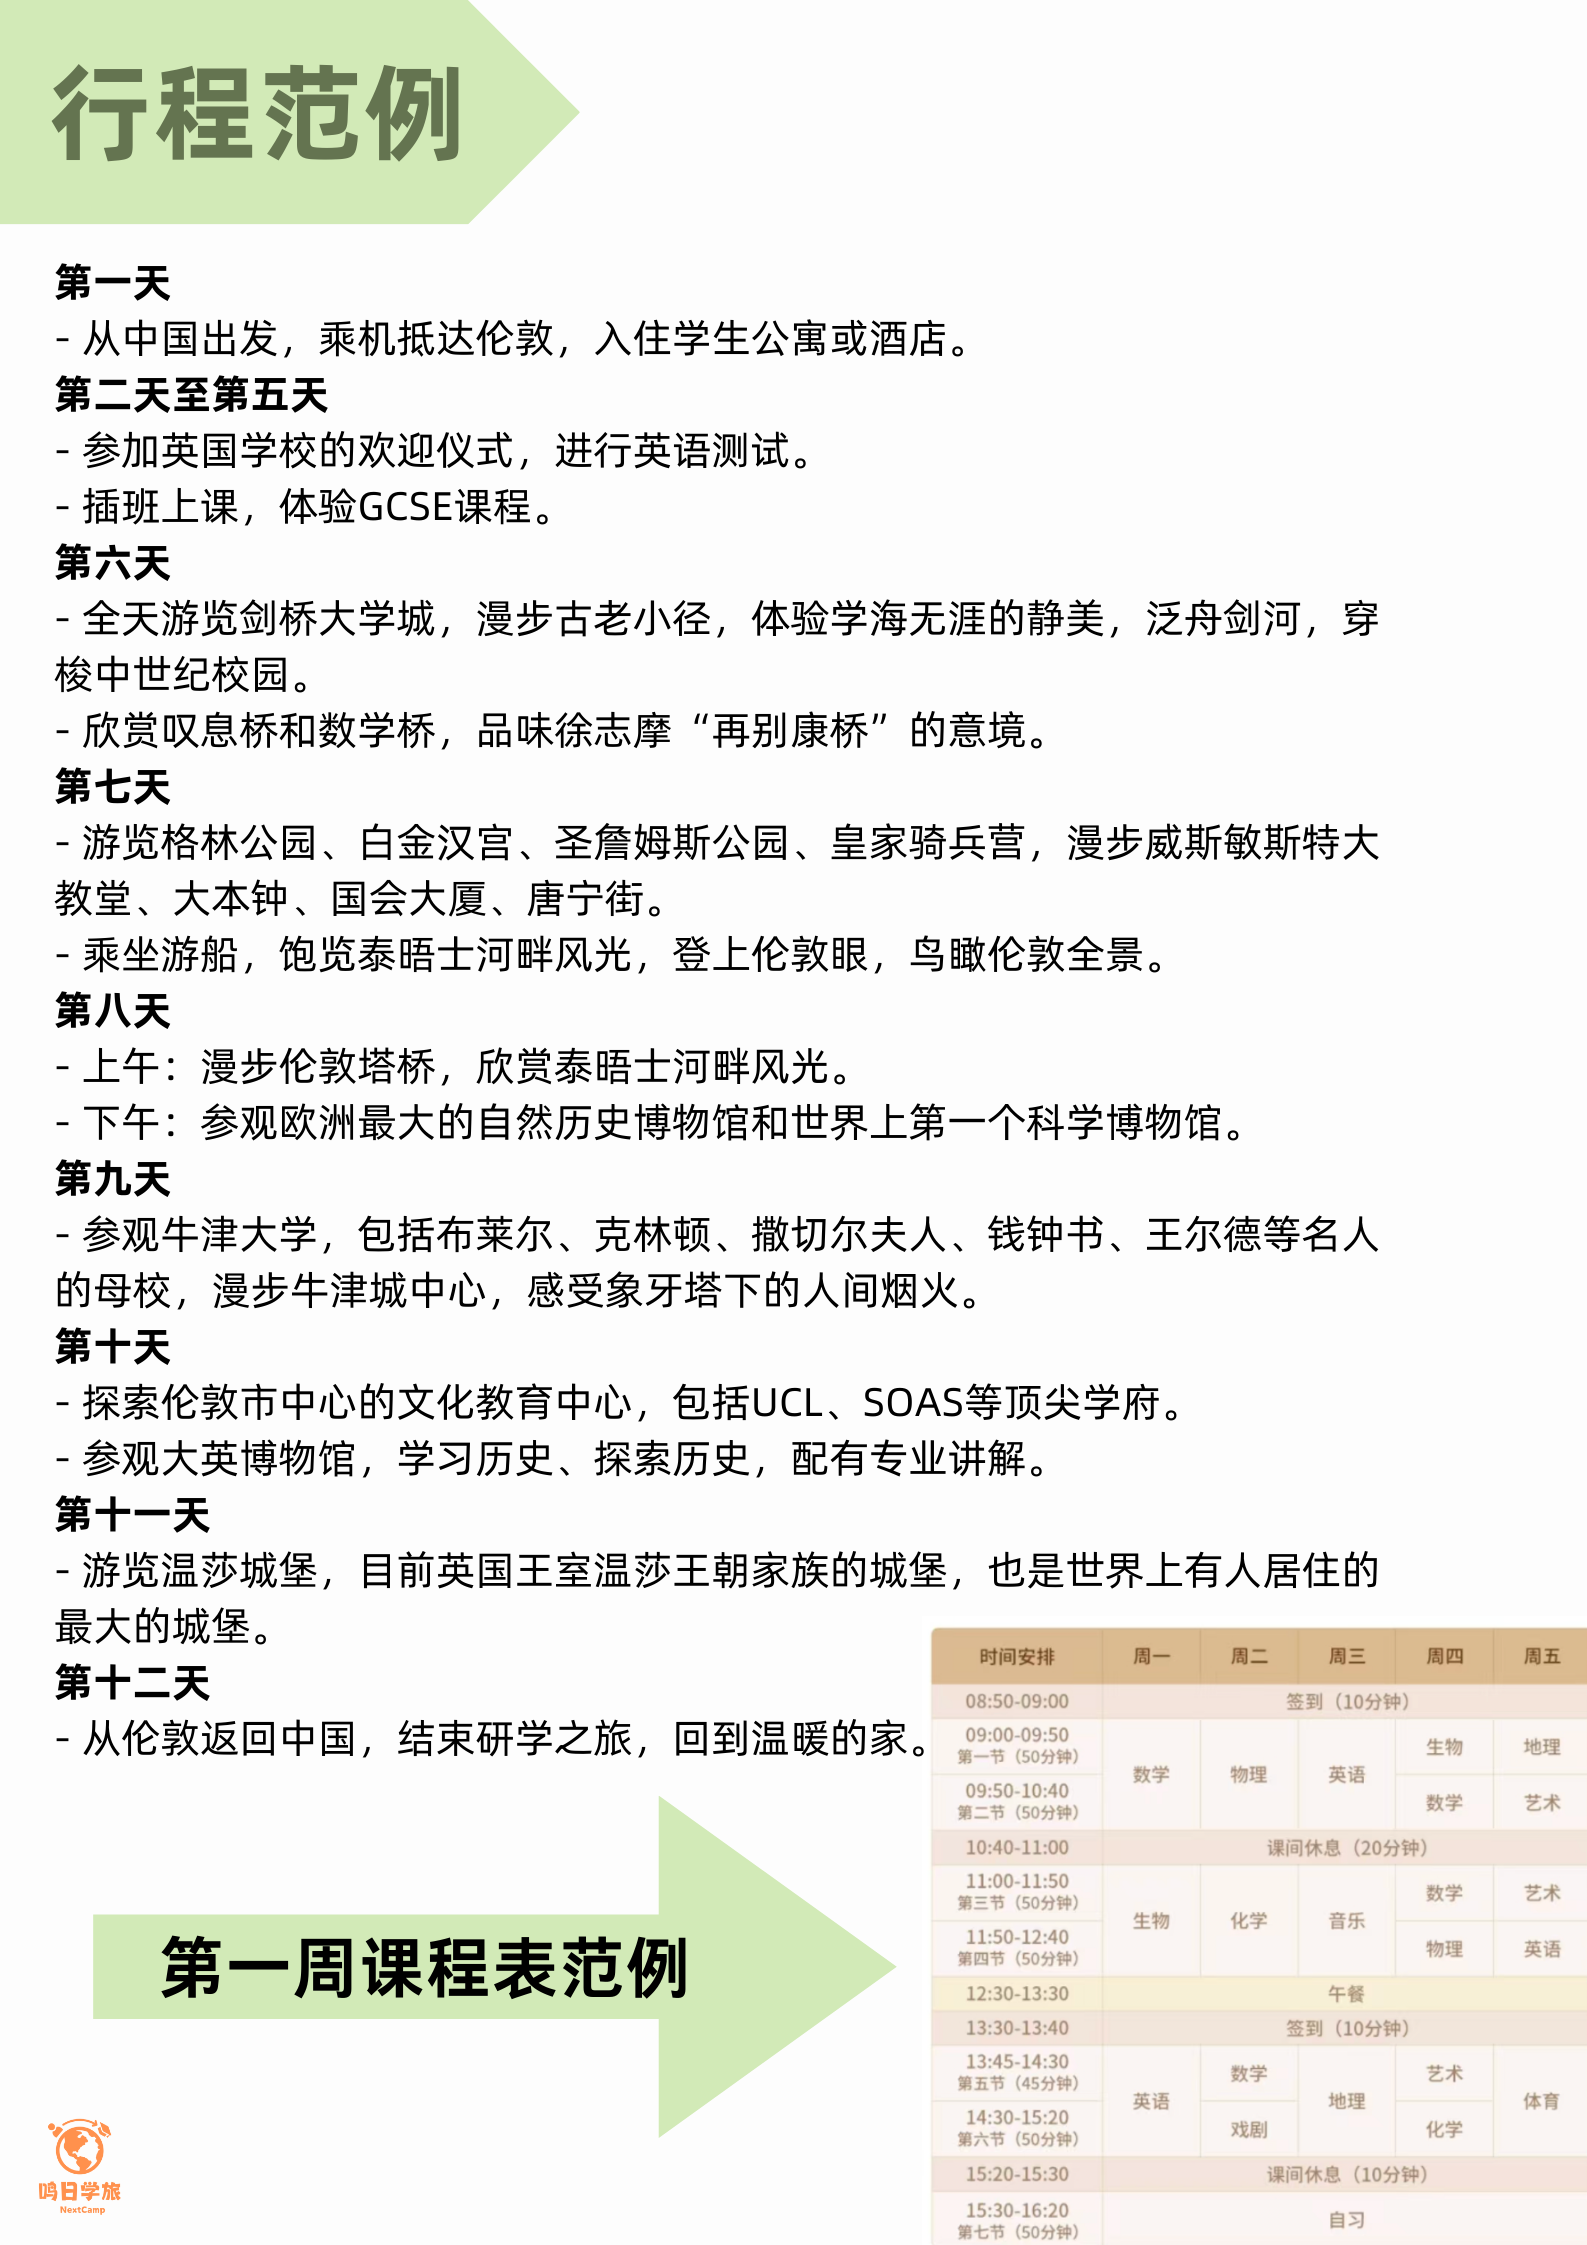 行程范例
第一天
- 从中国出发，乘机抵达伦敦，入住学生公寓或酒店。
第二天至第五天
- 参加英国学校的欢迎仪式，进行英语测试。
- 插班上课，体验GCSE课程。
第六天
- 全天游览剑桥大学城，漫步古老小径，体验学海无涯的静美，泛舟剑河，穿
梭中世纪校园。
- 欣赏叹息桥和数学桥，品味徐志摩“再别康桥”的意境。
第七天
- 游览格林公园、白金汉宫、圣詹姆斯公园、皇家骑兵营，漫步威斯敏斯特大
教堂、大本钟、国会大厦、唐宁街。
- 乘坐游船，饱览泰晤士河畔风光，登上伦敦眼，鸟瞰伦敦全景。
第八天
- 上午：漫步伦敦塔桥，欣赏泰晤士河畔风光。
- 下午：参观欧洲最大的自然历史博物馆和世界上第一个科学博物馆。
第九天
- 参观牛津大学，包括布莱尔、克林顿、撒切尔夫人、钱钟书、王尔德等名人
的母校，漫步牛津城中心，感受象牙塔下的人间烟火。
第十天
- 探索伦敦市中心的文化教育中心，包括UCL、SOAS等顶尖学府。
- 参观大英博物馆，学习历史、探索历史，配有专业讲解。
第十一天
- 游览温莎城堡，目前英国王室温莎王朝家族的城堡，也是世界上有人居住的
最大的城堡。
第十二天
- 从伦敦返回中国，结束研学之旅，回到温暖的家。
第一周课程表范例
时间安排 周一 周二 周三 周四 周五
08:50-09:00 签到（10分钟）
09:00-09:50 生物 地理
第一节（50分钟）
数学 物理 英语
09:50-10:40 数学 艺术
第二节（50分钟）
10:40-11:00 课间休息（20分钟）
11:00-11:50 数学 艺术
第三节（50分钟）
生物 化学 音乐
11:50-12:40 物理 英语
第四节（50分钟）
12:30-13:30 午餐
13:30-13:40 签到（10分钟）
13:45-14:30 数学 艺术
第五节（45分钟）
英语 地理 体育
14:30-15:20 戏剧 化学
第六节（50分钟）
15:20-15:30 课间休息（10分钟）
15:30-16:20 自习
第七节（50分钟）
鸣日学旅
NextCamp